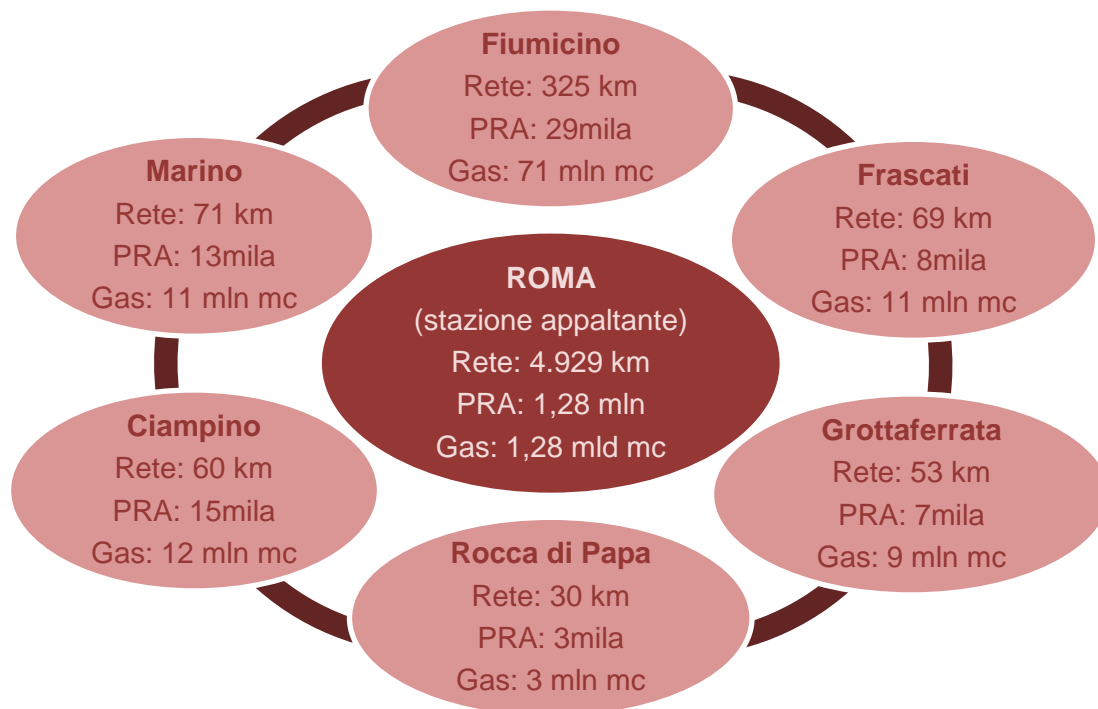 Fiumicino
Rete: 325 km
PRA: 29mila
Gas: 71 mln mc
Marino
Rete: 71 km
PRA: 13mila
Gas: 11 mln mc
Frascati
Rete: 69 km
PRA: 8mila
Gas: 11 mln mc
ROMA
(stazione appaltante)
Rete: 4.929 km
PRA: 1,28 mln
Gas: 1,28 mld mc
Ciampino
Rete: 60 km
PRA: 15mila
Gas: 12 mln mc
Grottaferrata
Rete: 53 km
PRA: 7mila
Gas: 9 mln mc
Rocca di Papa
Rete: 30 km
PRA: 3mila
Gas: 3 mln mc